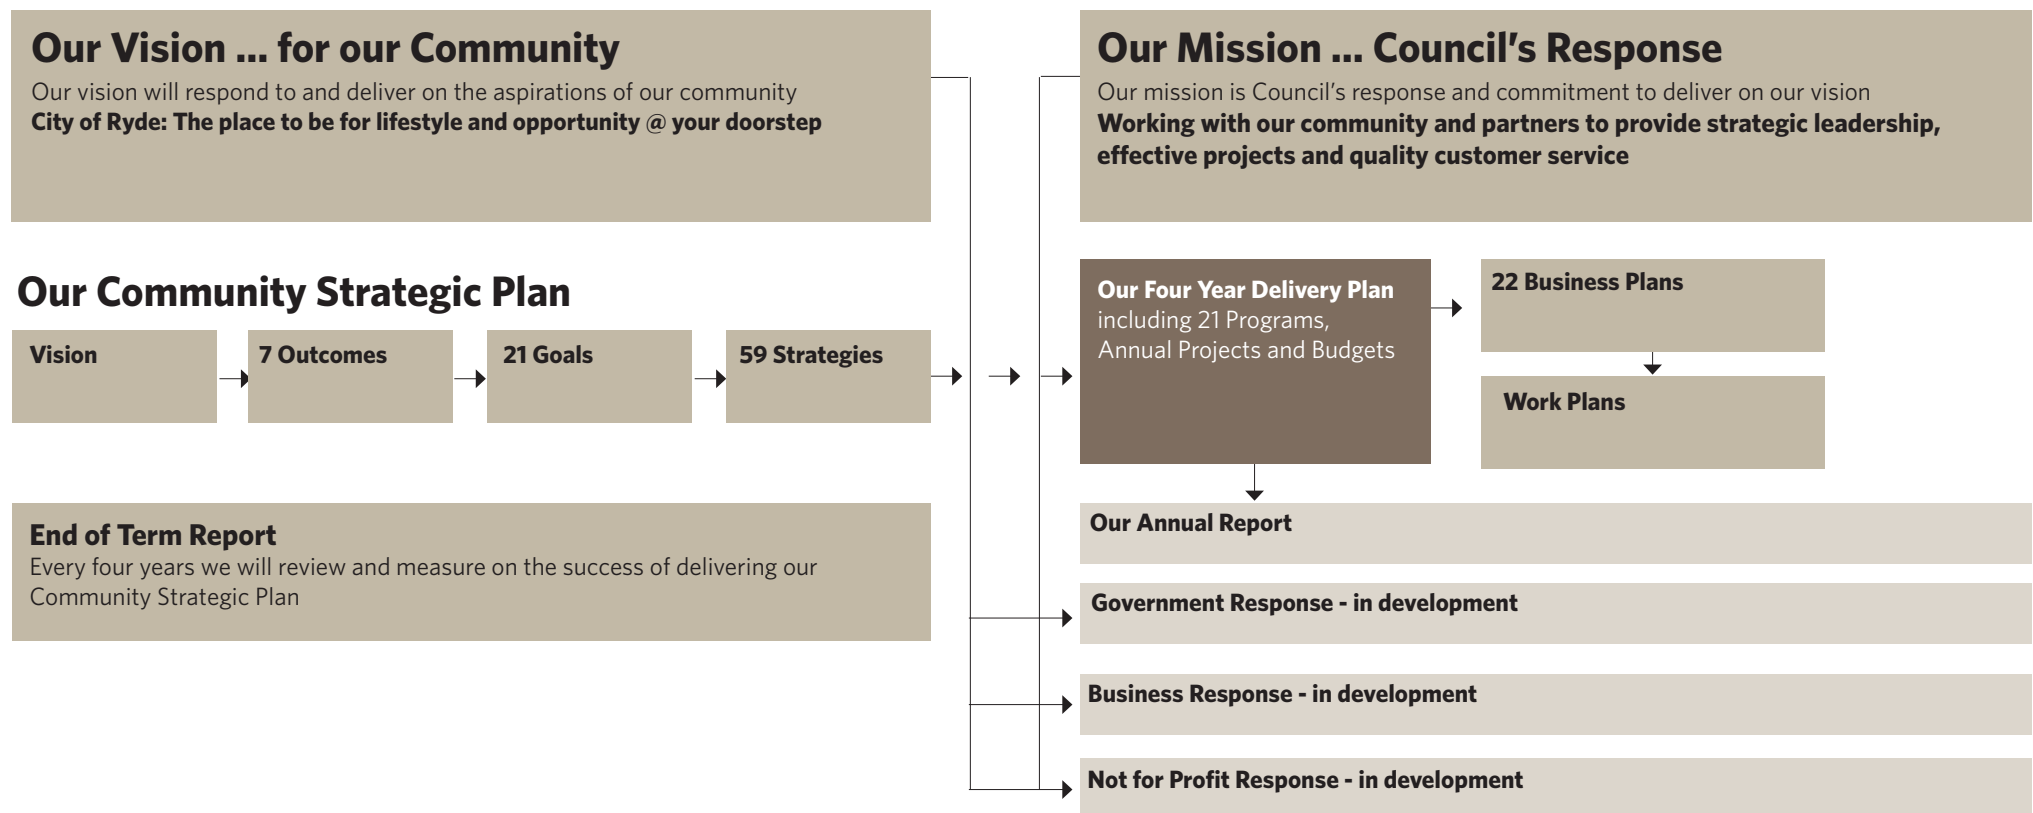 Our Vision ... for our Community
Our vision will respond to and deliver on the aspirations of our community
City of Ryde: The place to be for lifestyle and opportunity @ your doorstep
Our Mission ... Council’s Response
Our mission is Council’s response and commitment to deliver on our vision
Working with our community and partners to provide strategic leadership,
effective projects and quality customer service
Our Community Strategic Plan
Vision
7 Outcomes
21 Goals
59 Strategies
Our Four Year Delivery Plan
including 21 Programs,
Annual Projects and Budgets
22 Business Plans
Work Plans
End of Term Report
Every four years we will review and measure on the success of delivering our
Community Strategic Plan
Our Annual Report
Government Response - in development
Business Response - in development
Not for Profit Response - in development